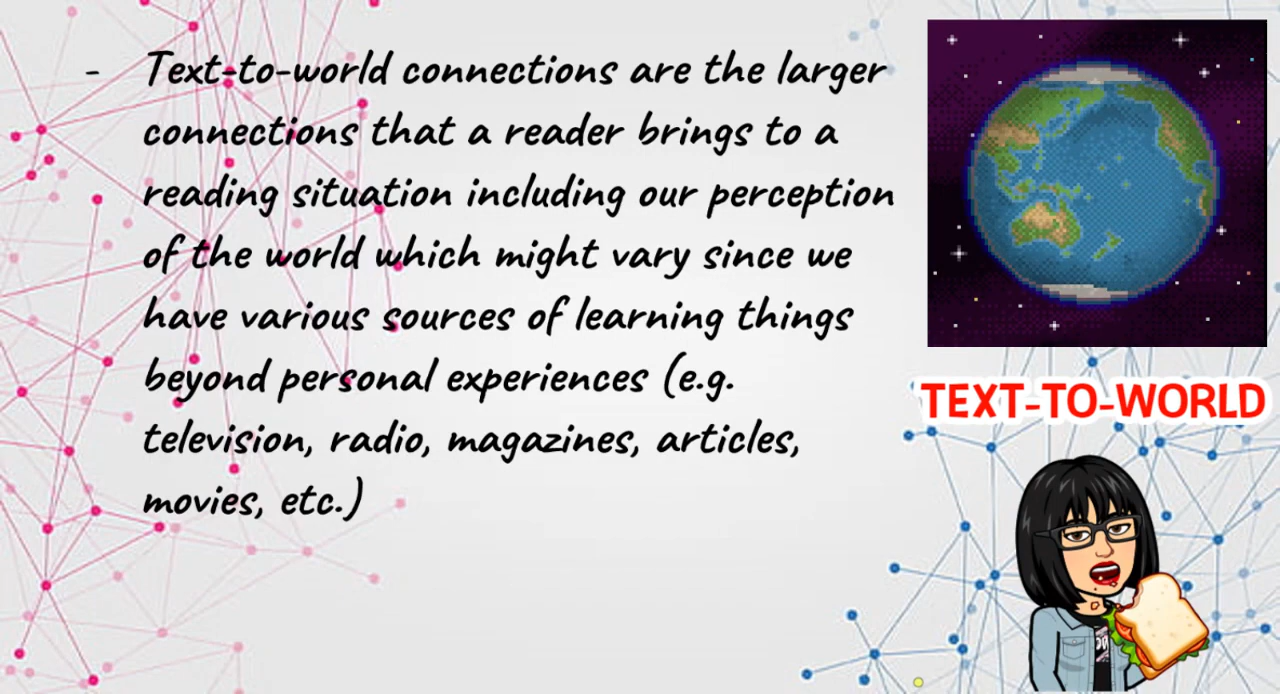 - Text-to-world connections are the larger
connections that a reader brings to a
reading situation including our perception
of the world which might vary since we
have various sources of learning things
beyond personal experiences (e.g.
television, radio, magazines, articles,
movies, etc.)
TEXT-TO-WORLD